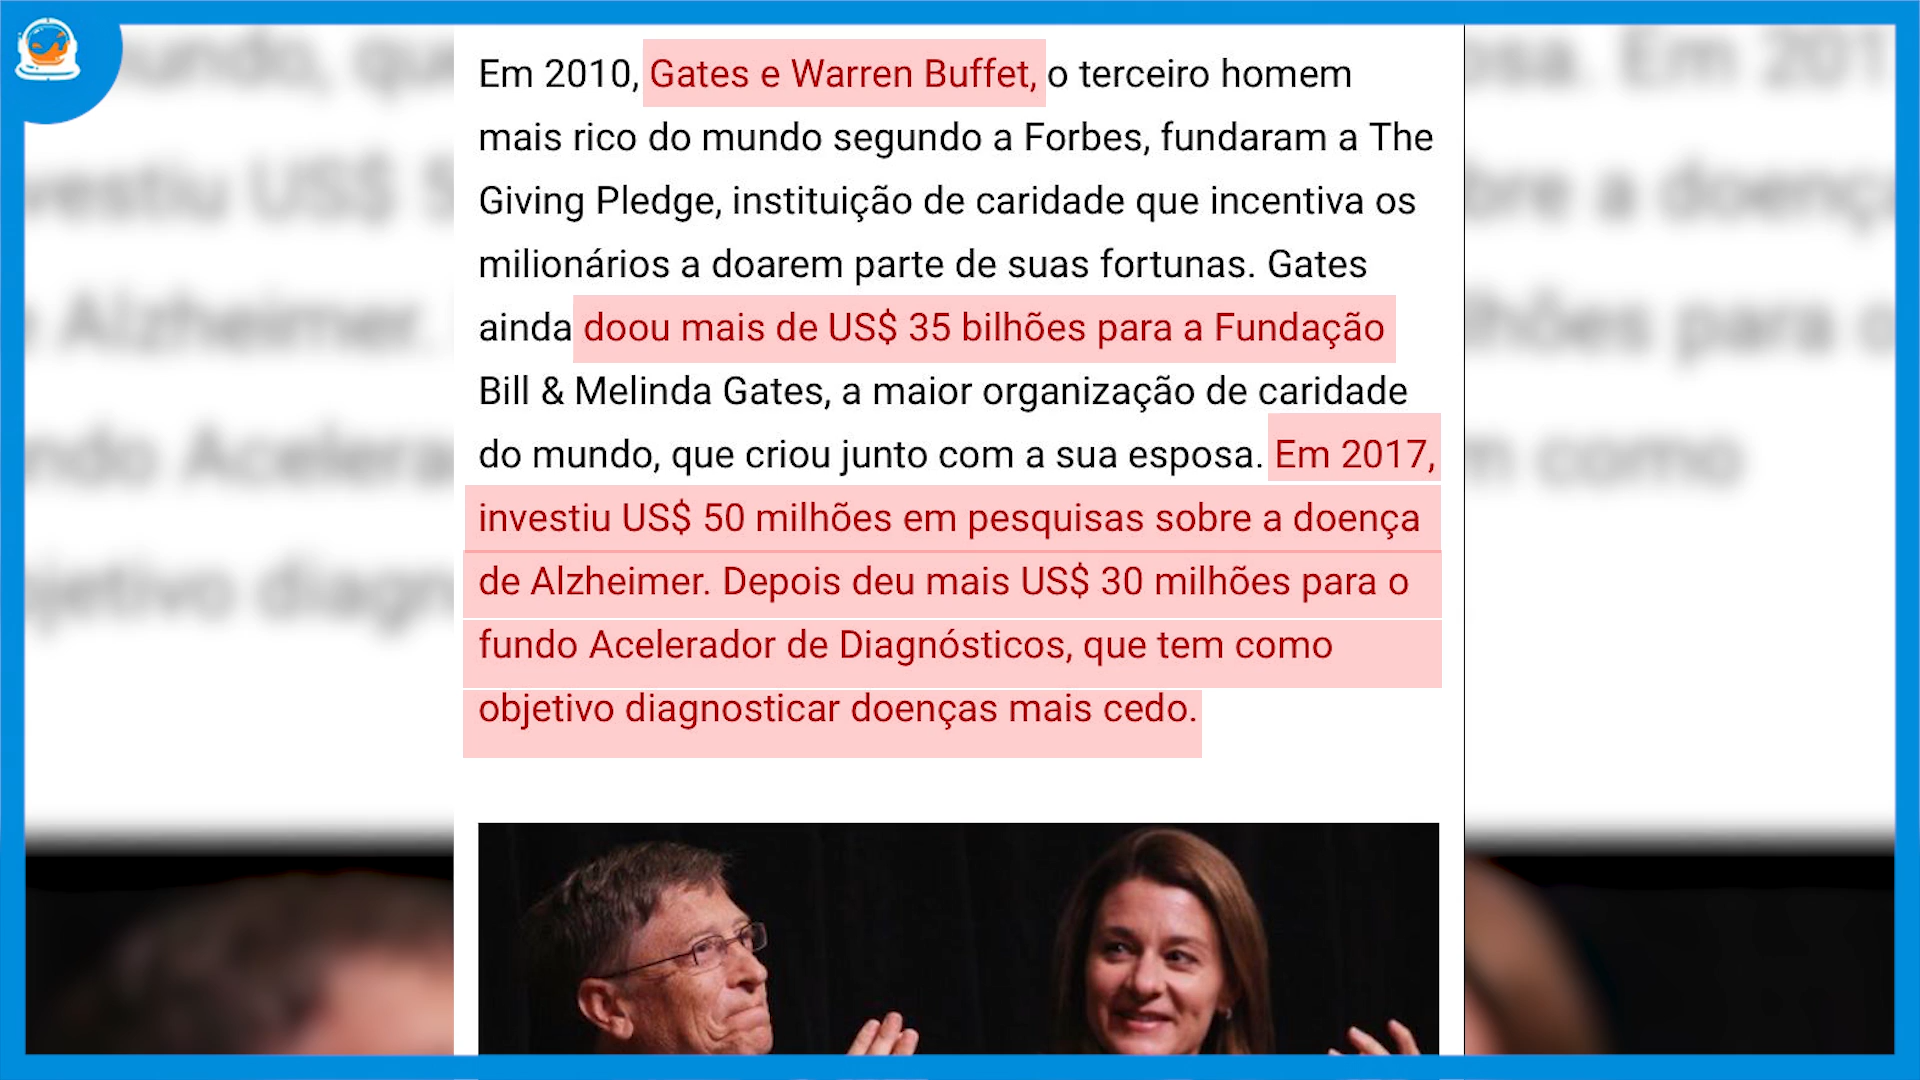 Em 2010, Gates e Warren Buffet, o terceiro homem
mais rico do mundo segundo a Forbes, fundaram a The
Giving Pledge, instituição de caridade que incentiva os
milionários a doarem parte de suas fortunas. Gates
ainda doou mais de US$ 35 bilhões para a Fundação
Bill & Melinda Gates, a maior organização de caridade
do mundo, que criou junto com a sua esposa. Em 2017,
investiu US$ 50 milhões em pesquisas sobre a doença
de Alzheimer. Depois deu mais US$ 30 milhões para o
fundo Acelerador de Diagnósticos, que tem como
objetivo diagnosticar doenças mais cedo.